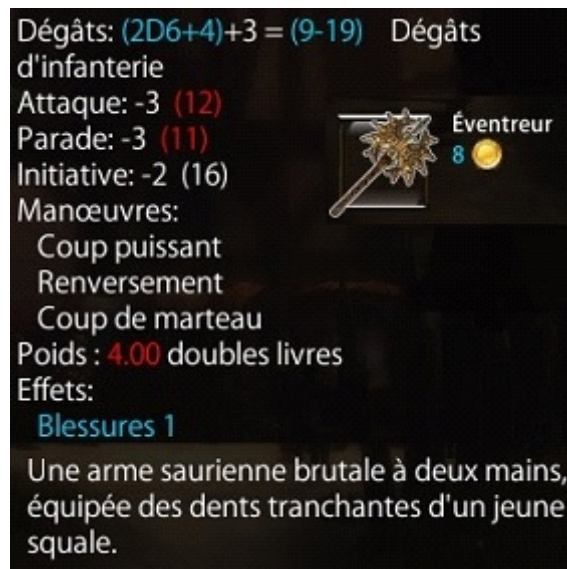 Dégâts: (2D6+4)+3 = (9-19) Dégâts
d'infanterie
Attaque: -3 (12)
Parade: -3 (11)
Initiative: -2 (16)
Manœuvres:
Coup puissant
Renversement
Coup de marteau
Poids : 4.00 doubles livres
Effets:
Blessures 1
Éventreur
8
Une arme saurienne brutale à deux mains,
équipée des dents tranchantes d'un jeune
squale.